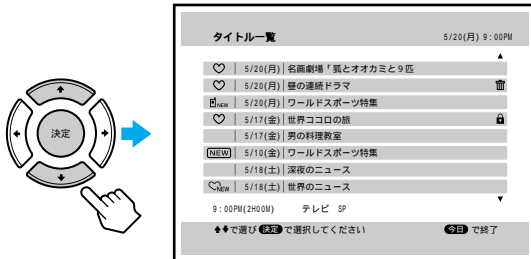 タイトル一覧 5/20(月) 9:00PM
5/20(月) 名画劇場「狐とオオカミと9匹
5/20(月) 昼の連続ドラマ
NEW 5/20(月) ワールドスポーツ特集
5/17(金) 世界ココロの旅
5/17(金) 男の料理教室
NEW 5/10(金) ワールドスポーツ特集
5/18(土) 深夜のニュース
NEW 5/18(土) 世界のニュース
9:00PM(2H00M) テレビ SP
で選び 決定 で選択してください 今日 で終了
決定